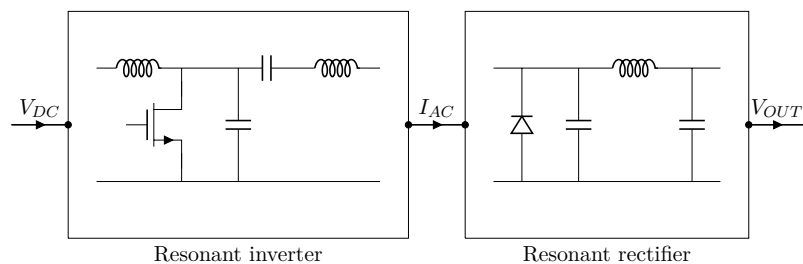 V_DC
I_AC
V_OUT
Resonant inverter
Resonant rectifier